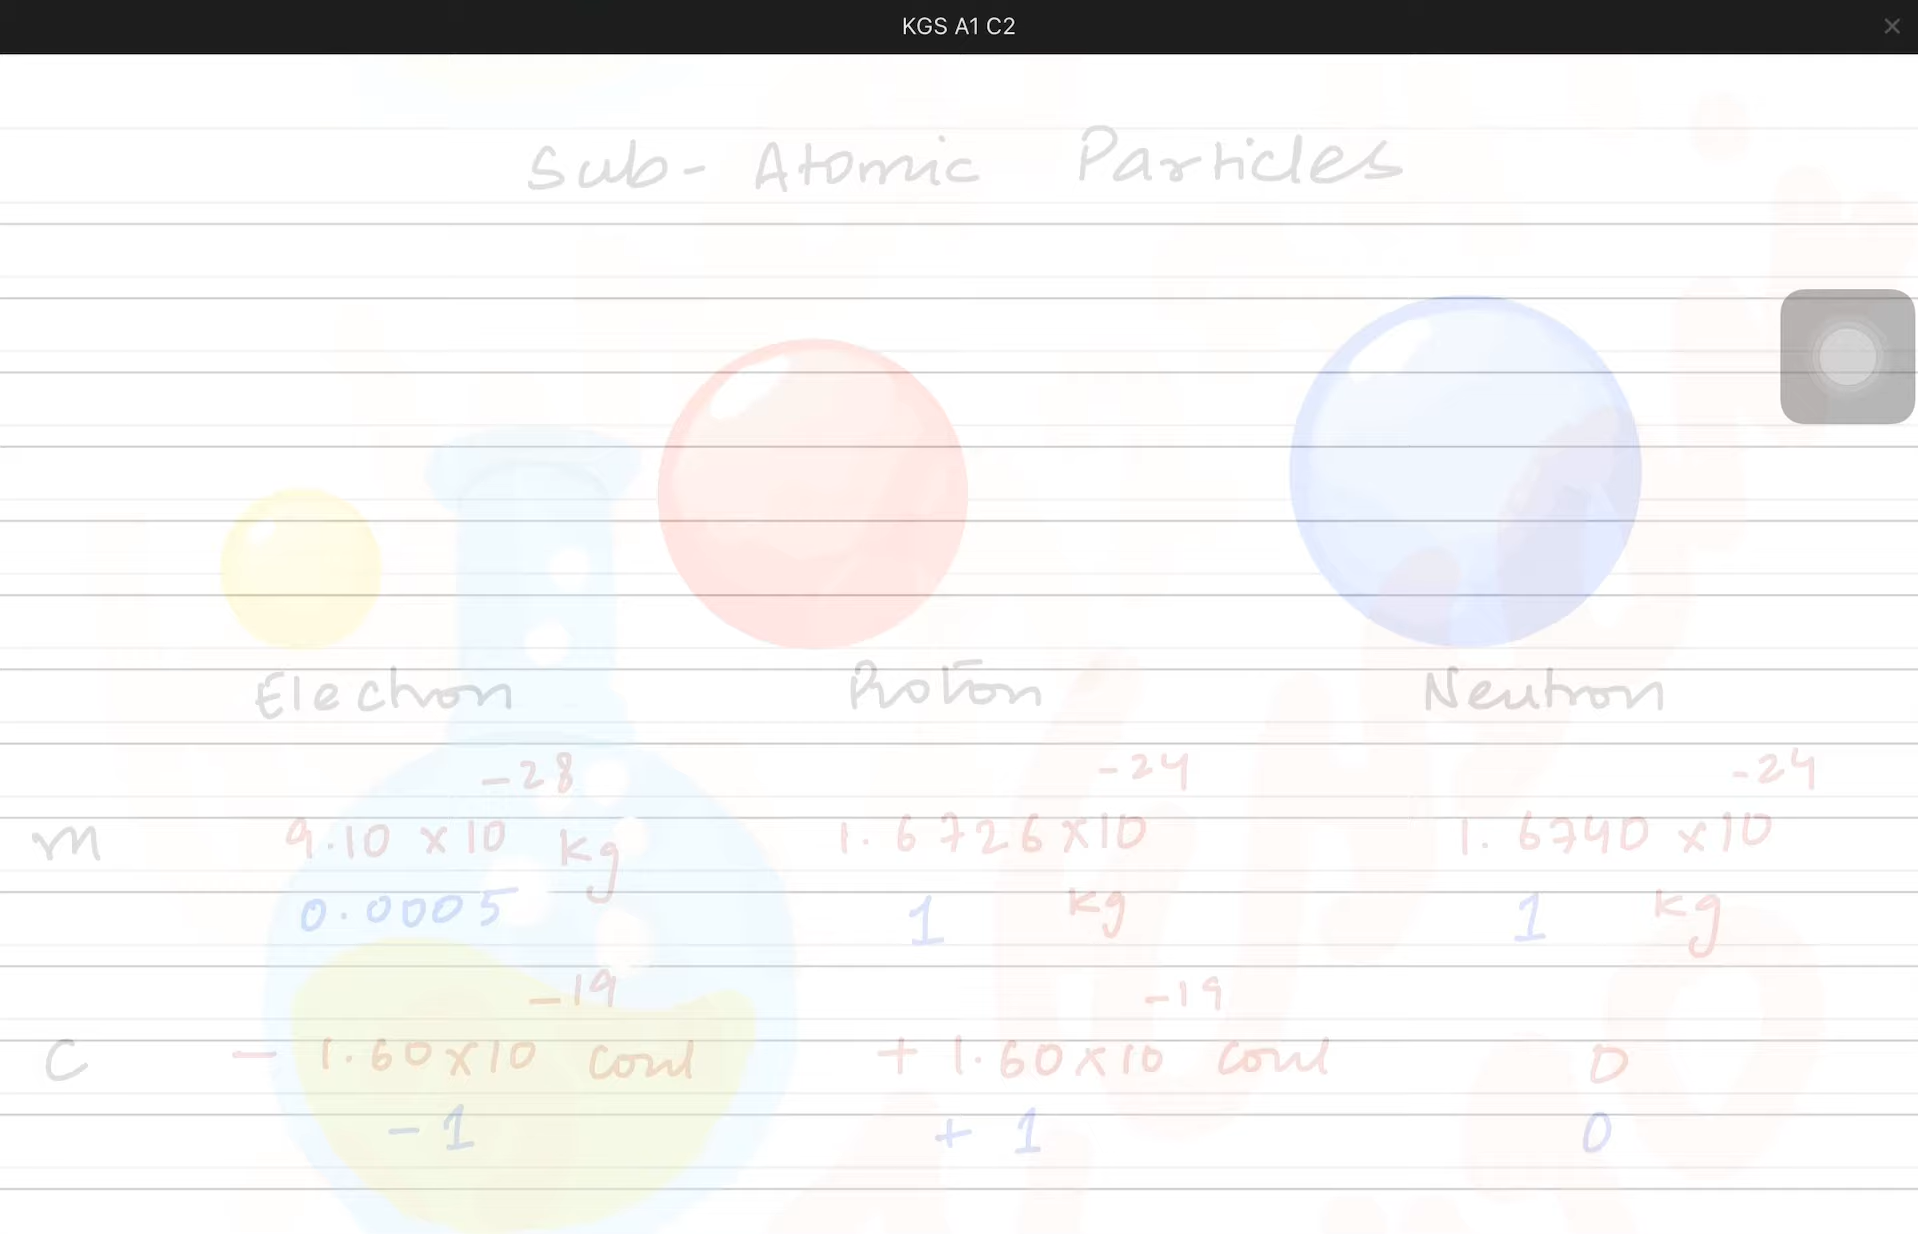 KGS A1 C2
Sub-Atomic Particles
Electron Proton Neutron
m 9.10 x 10^-28 kg 1.6726 x 10^-24 kg 1.6740 x 10^-24 kg
0.0005 1 1
C - 1.60 x 10^-19 coul + 1.60 x 10^-19 coul 0
- 1 + 1 0